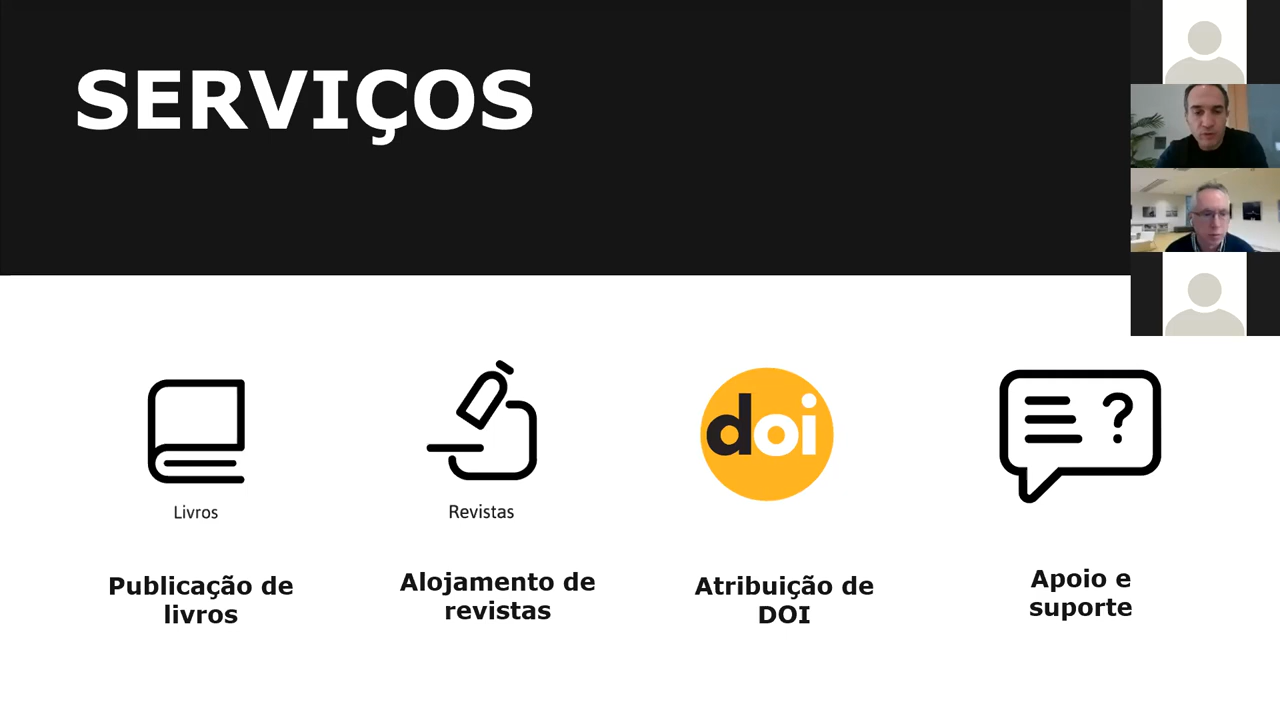 SERVIÇOS
doi
?
Livros
Revistas
Publicação de
livros
Alojamento de
revistas
Atribuição de
DOI
Apoio e
suporte